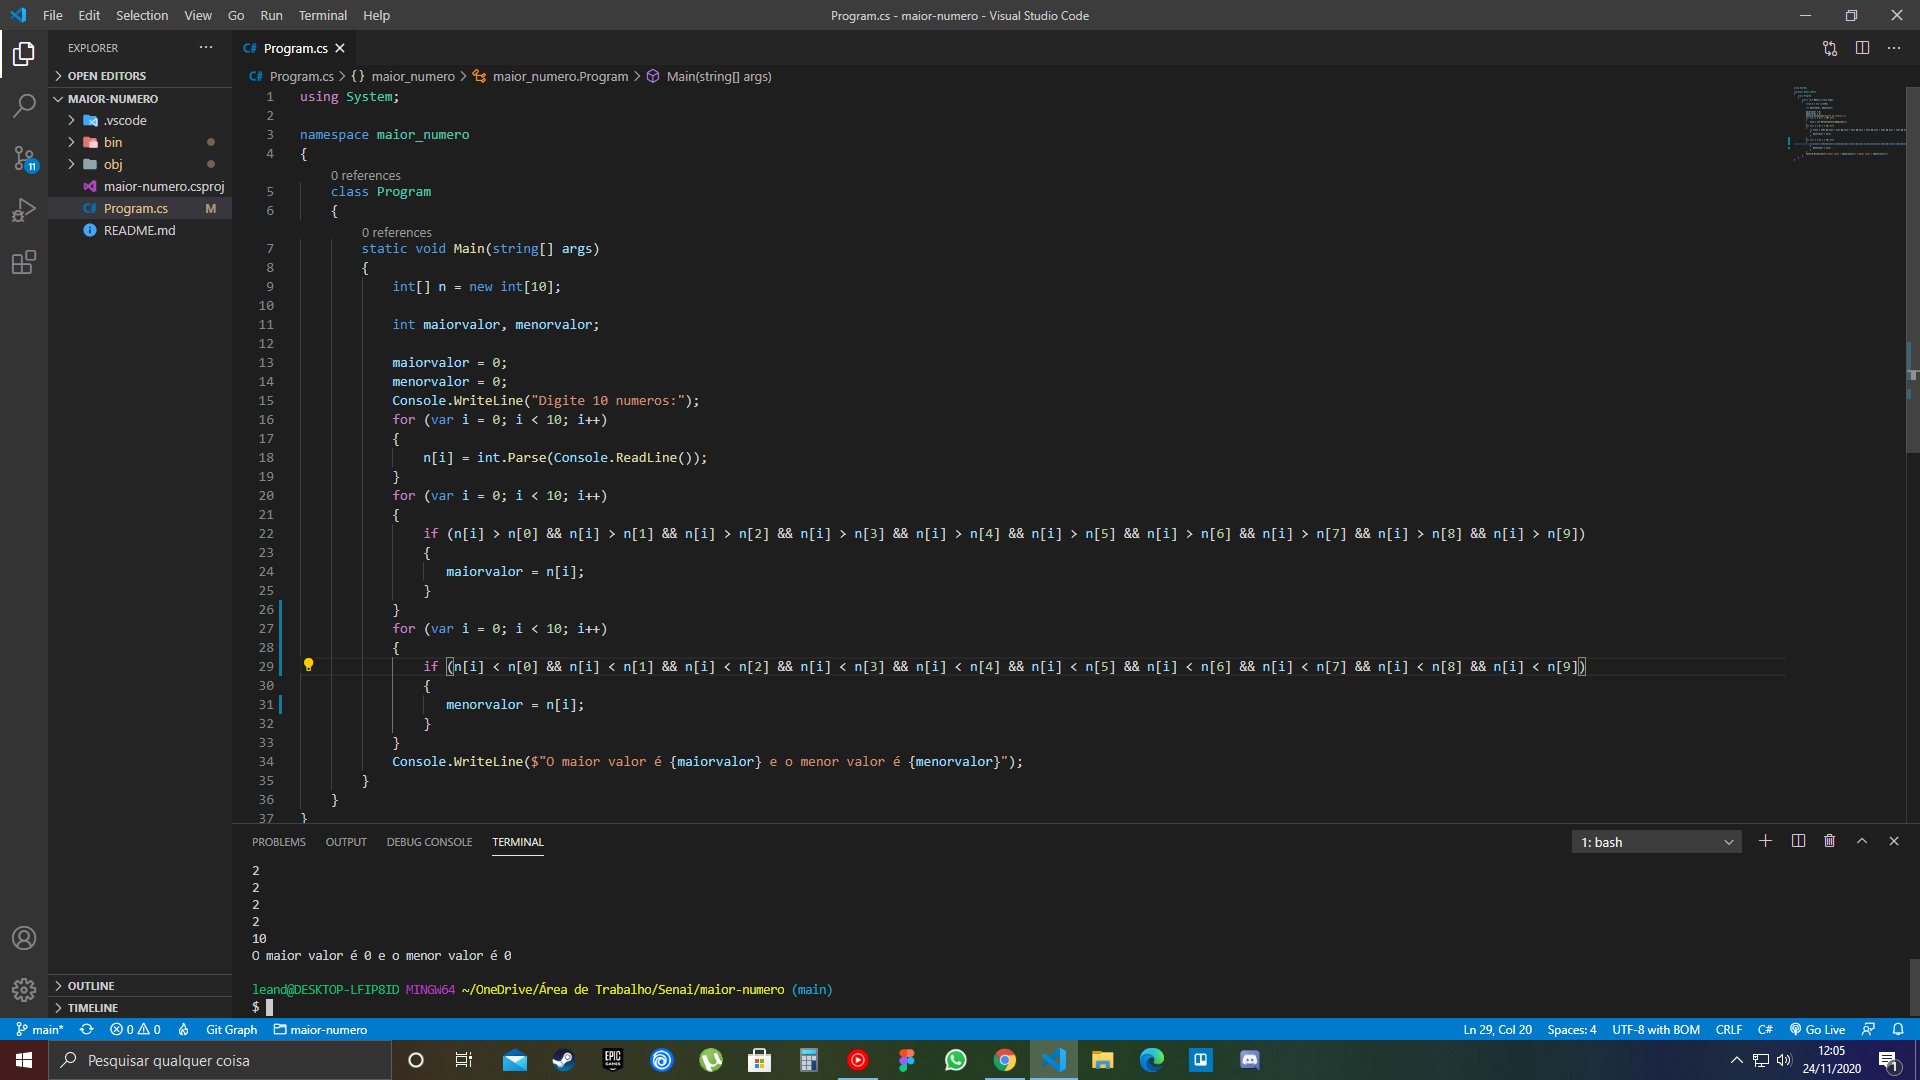 File Edit Selection View Go Run Terminal Help
Program.cs - maior-numero - Visual Studio Code
EXPLORER
OPEN EDITORS
MAIOR-NUMERO
.vscode
bin
obj
maior-numero.csproj
C# Program.cs M
README.md
OUTLINE
TIMELINE
11
C# Program.cs
C# Program.cs > {} maior_numero > maior_numero.Program > Main(string[] args)
1 using System;
2
3 namespace maior_numero
4 {
0 references
5 class Program
6 {
0 references
7 static void Main(string[] args)
8 {
9 int[] n = new int[10];
10
11 int maiorvalor, menorvalor;
12
13 maiorvalor = 0;
14 menorvalor = 0;
15 Console.WriteLine("Digite 10 numeros:");
16 for (var i = 0; i < 10; i++)
17 {
18 n[i] = int.Parse(Console.ReadLine());
19 }
20 for (var i = 0; i < 10; i++)
21 {
22 if (n[i] > n[0] && n[i] > n[1] && n[i] > n[2] && n[i] > n[3] && n[i] > n[4] && n[i] > n[5] && n[i] > n[6] && n[i] > n[7] && n[i] > n[8] && n[i] > n[9])
23 {
24 maiorvalor = n[i];
25 }
26 }
27 for (var i = 0; i < 10; i++)
28 {
29 if (n[i] < n[0] && n[i] < n[1] && n[i] < n[2] && n[i] < n[3] && n[i] < n[4] && n[i] < n[5] && n[i] < n[6] && n[i] < n[7] && n[i] < n[8] && n[i] < n[9])
30 {
31 menorvalor = n[i];
32 }
33 }
34 Console.WriteLine($"O maior valor é {maiorvalor} e o menor valor é {menorvalor}");
35 }
36 }
37 }
PROBLEMS OUTPUT DEBUG CONSOLE TERMINAL
1: bash
2
2
2
2
10
O maior valor é 0 e o menor valor é 0
leand@DESKTOP-LFIP8ID MINGW64 ~/OneDrive/Área de Trabalho/Senai/maior-numero (main)
$
main* 0 0 Git Graph maior-numero
Ln 29, Col 20 Spaces: 4 UTF-8 with BOM CRLF C# Go Live
Pesquisar qualquer coisa
EPIC GAMES
12:05
24/11/2020
1